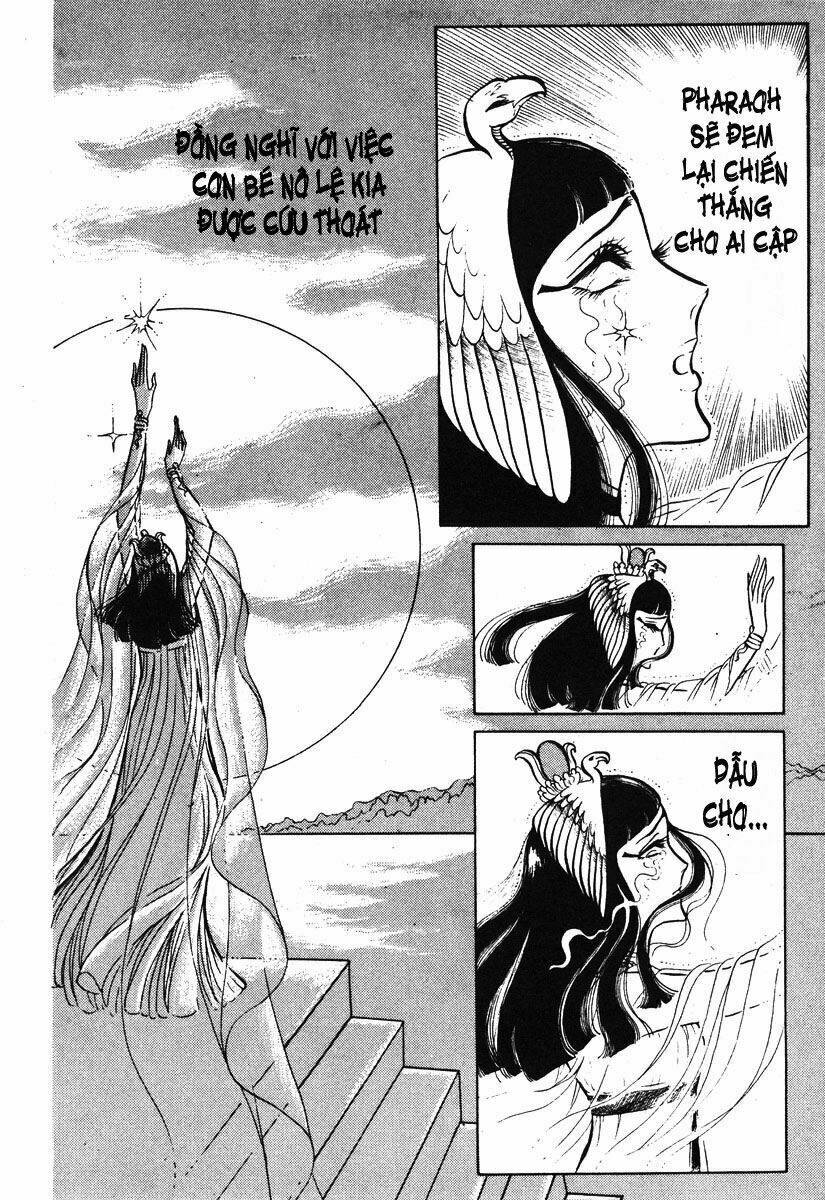 PHARAOH
SẼ ĐEM
LẠI CHIẾN
THẮNG
CHO AI CẬP
ĐỒNG NGHĨ VỚI VIỆC
CON BÉ NÔ LỆ KIA
ĐƯỢC CỨU THOÁT
DẪU
CHO...